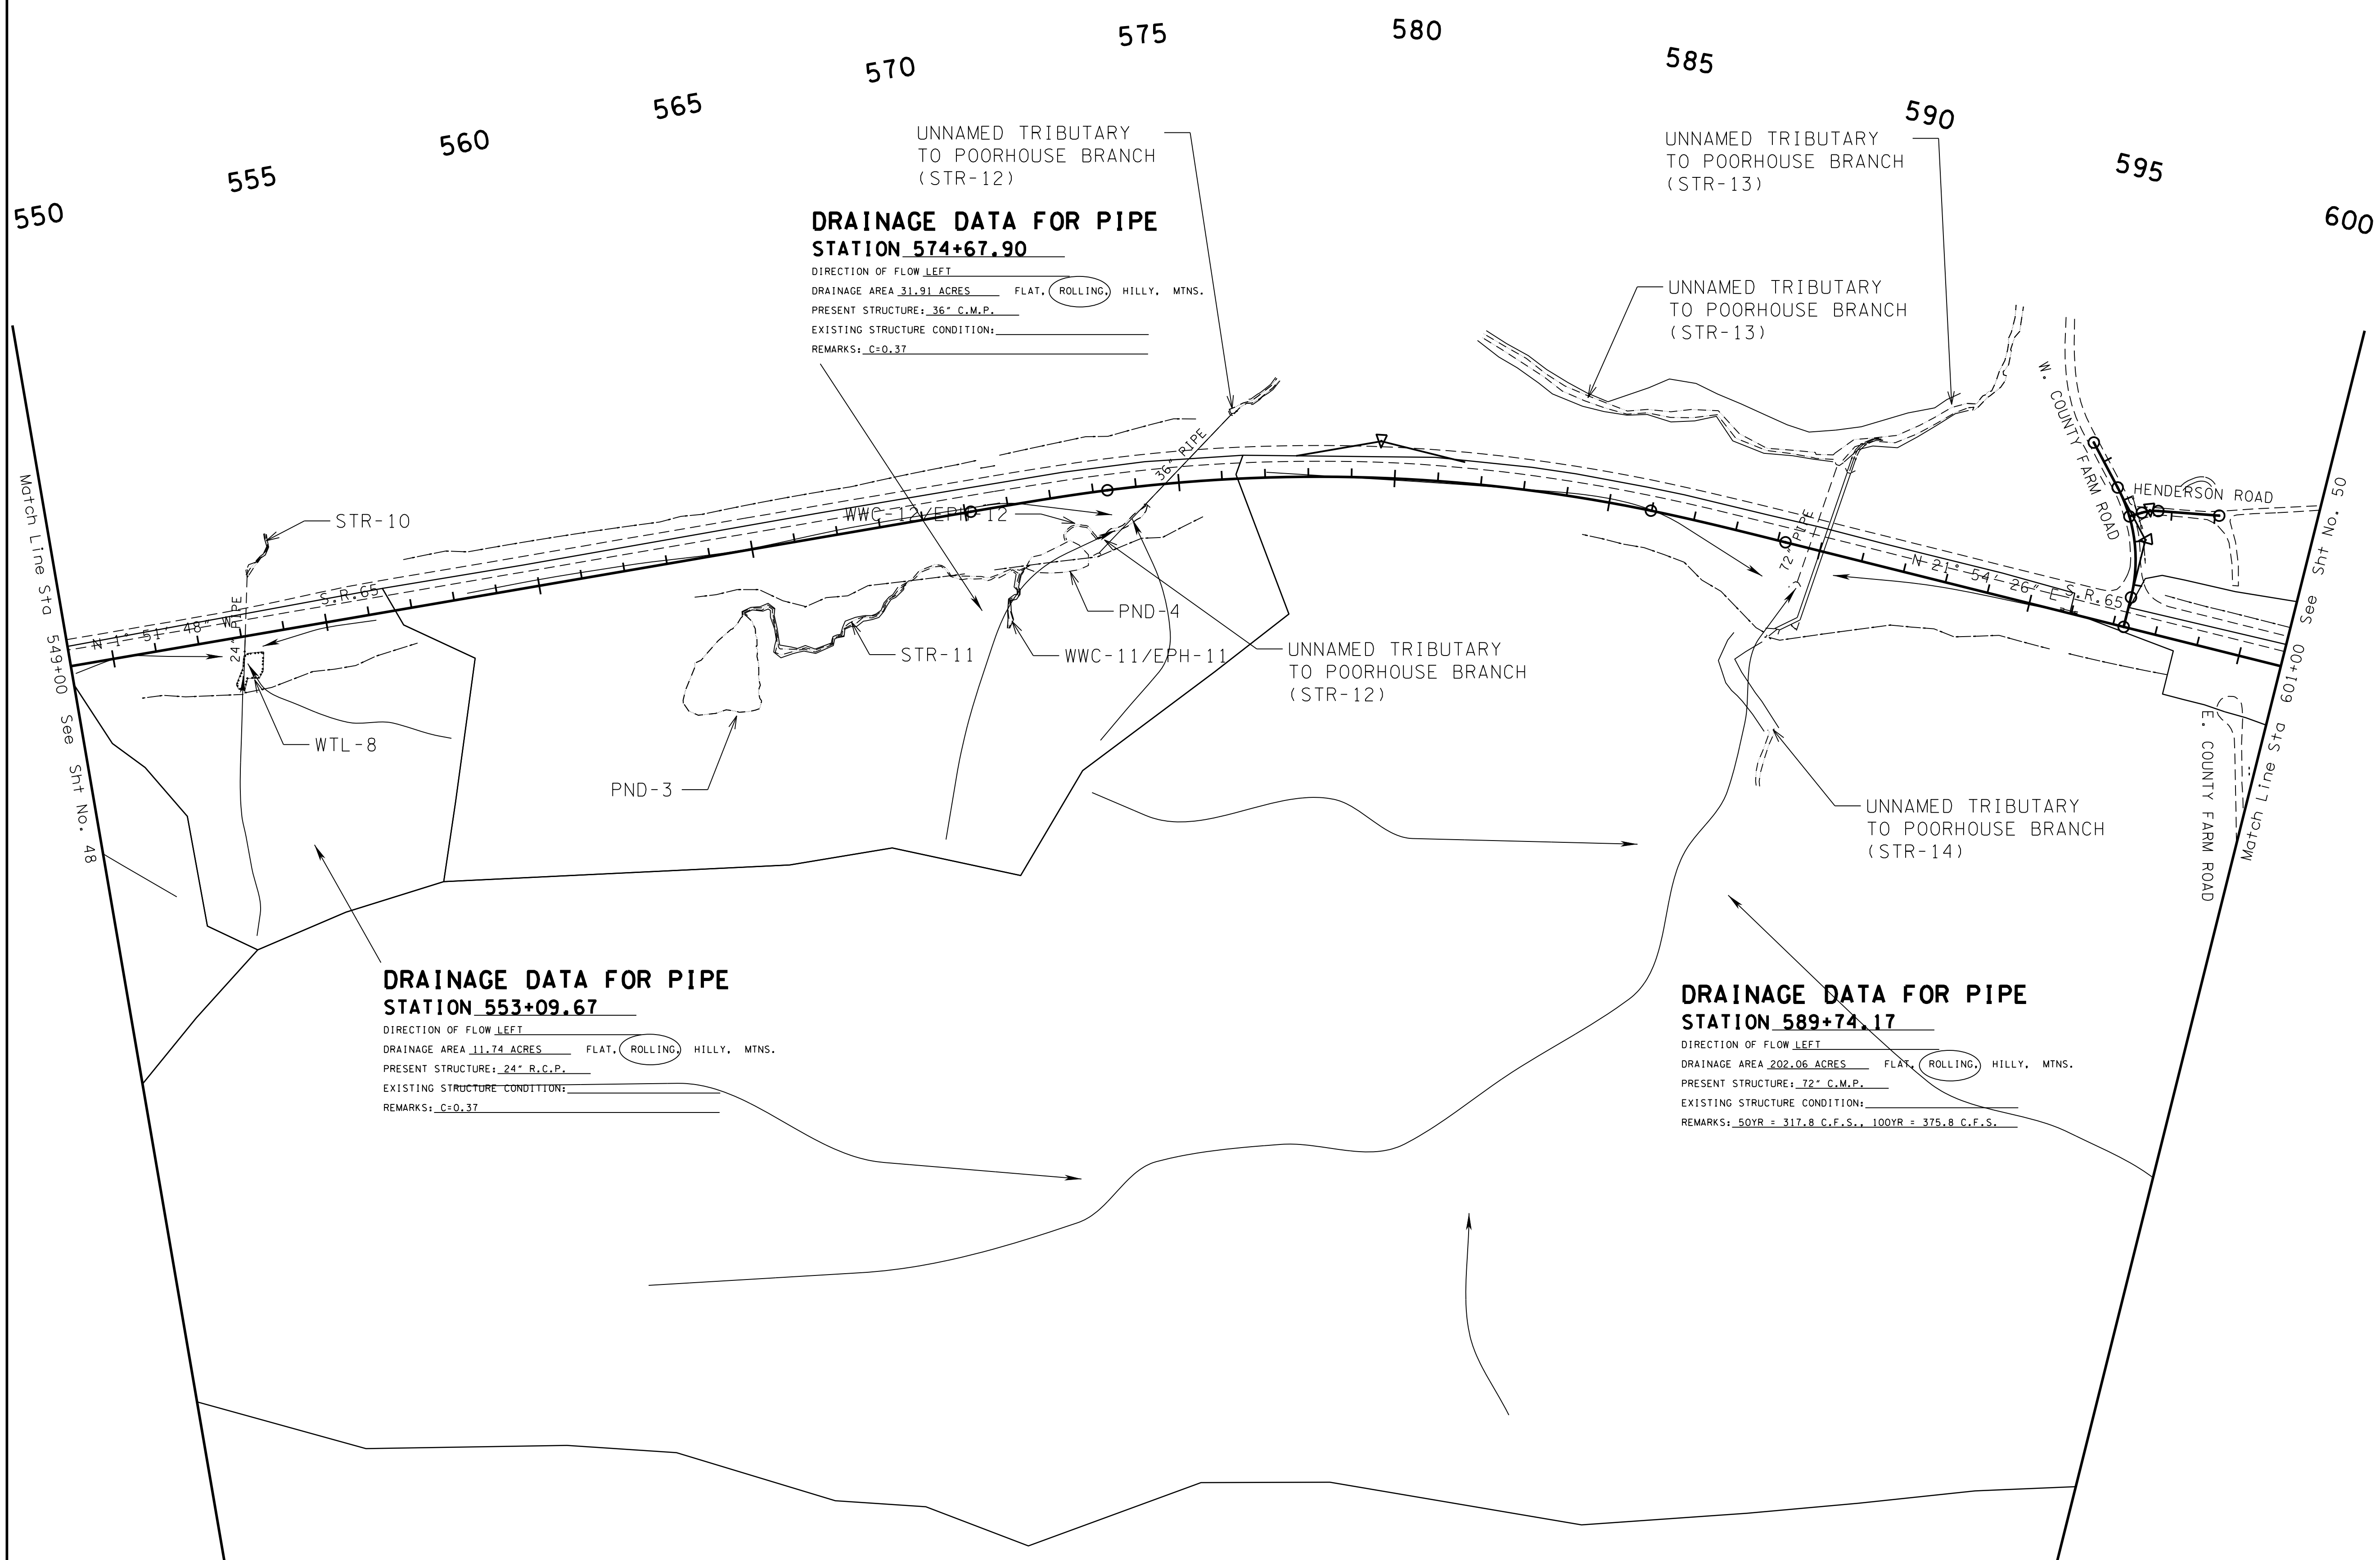 550
555
560
565
570
575
580
585
590
595
600
UNNAMED TRIBUTARY
TO POORHOUSE BRANCH
(STR-12)
UNNAMED TRIBUTARY
TO POORHOUSE BRANCH
(STR-13)
DRAINAGE DATA FOR PIPE
STATION 574+67.90
DIRECTION OF FLOW LEFT
DRAINAGE AREA 31.91 ACRES FLAT, ROLLING, HILLY, MTNS.
PRESENT STRUCTURE: 36" C.M.P.
EXISTING STRUCTURE CONDITION:
REMARKS: C=0.37
UNNAMED TRIBUTARY
TO POORHOUSE BRANCH
(STR-13)
W. COUNTY FARM ROAD
HENDERSON ROAD
36" PIPE
STR-10
WWC-12/EPH-12
72" PIPE
N 21° 54' 26" E S.R.65
S.R.65
N 1° 51' 48" W
24" PIPE
PND-4
STR-11
WWC-11/EPH-11
UNNAMED TRIBUTARY
TO POORHOUSE BRANCH
(STR-12)
WTL-8
PND-3
UNNAMED TRIBUTARY
TO POORHOUSE BRANCH
(STR-14)
E. COUNTY FARM ROAD
Match Line Sta 549+00 See Sht No. 48
Match Line Sta 601+00 See Sht No. 50
DRAINAGE DATA FOR PIPE
STATION 553+09.67
DIRECTION OF FLOW LEFT
DRAINAGE AREA 11.74 ACRES FLAT, ROLLING, HILLY, MTNS.
PRESENT STRUCTURE: 24" R.C.P.
EXISTING STRUCTURE CONDITION:
REMARKS: C=0.37
DRAINAGE DATA FOR PIPE
STATION 589+74.17
DIRECTION OF FLOW LEFT
DRAINAGE AREA 202.06 ACRES FLAT, ROLLING, HILLY, MTNS.
PRESENT STRUCTURE: 72" C.M.P.
EXISTING STRUCTURE CONDITION:
REMARKS: 50YR = 317.8 C.F.S., 100YR = 375.8 C.F.S.